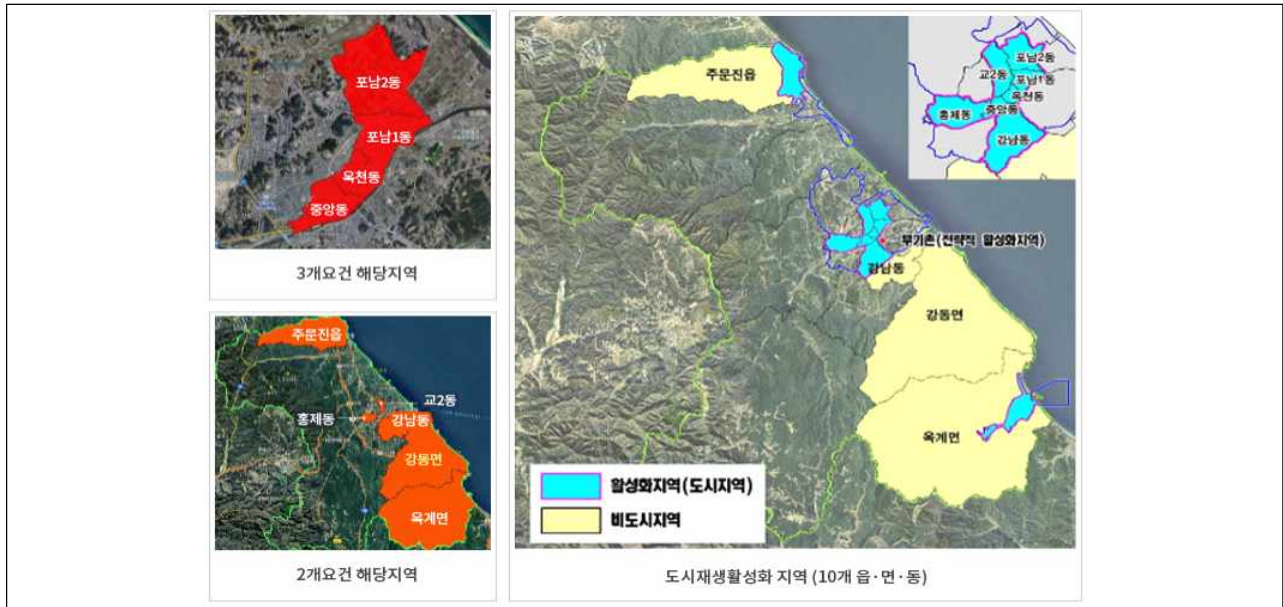 포남2동
포남1동
옥천동
중앙동
3개요건 해당지역
주문진읍
교2동
홍제동
강남동
강동면
옥계면
2개요건 해당지역
주문진읍
포남2동
교2동
포남1동
옥천동
홍제동
중앙동
강남동
부기촌(전략적 활성화지역)
강남동
강동면
옥계면
활성화지역(도시지역)
비도시지역
도시재생활성화 지역 (10개 읍·면·동)